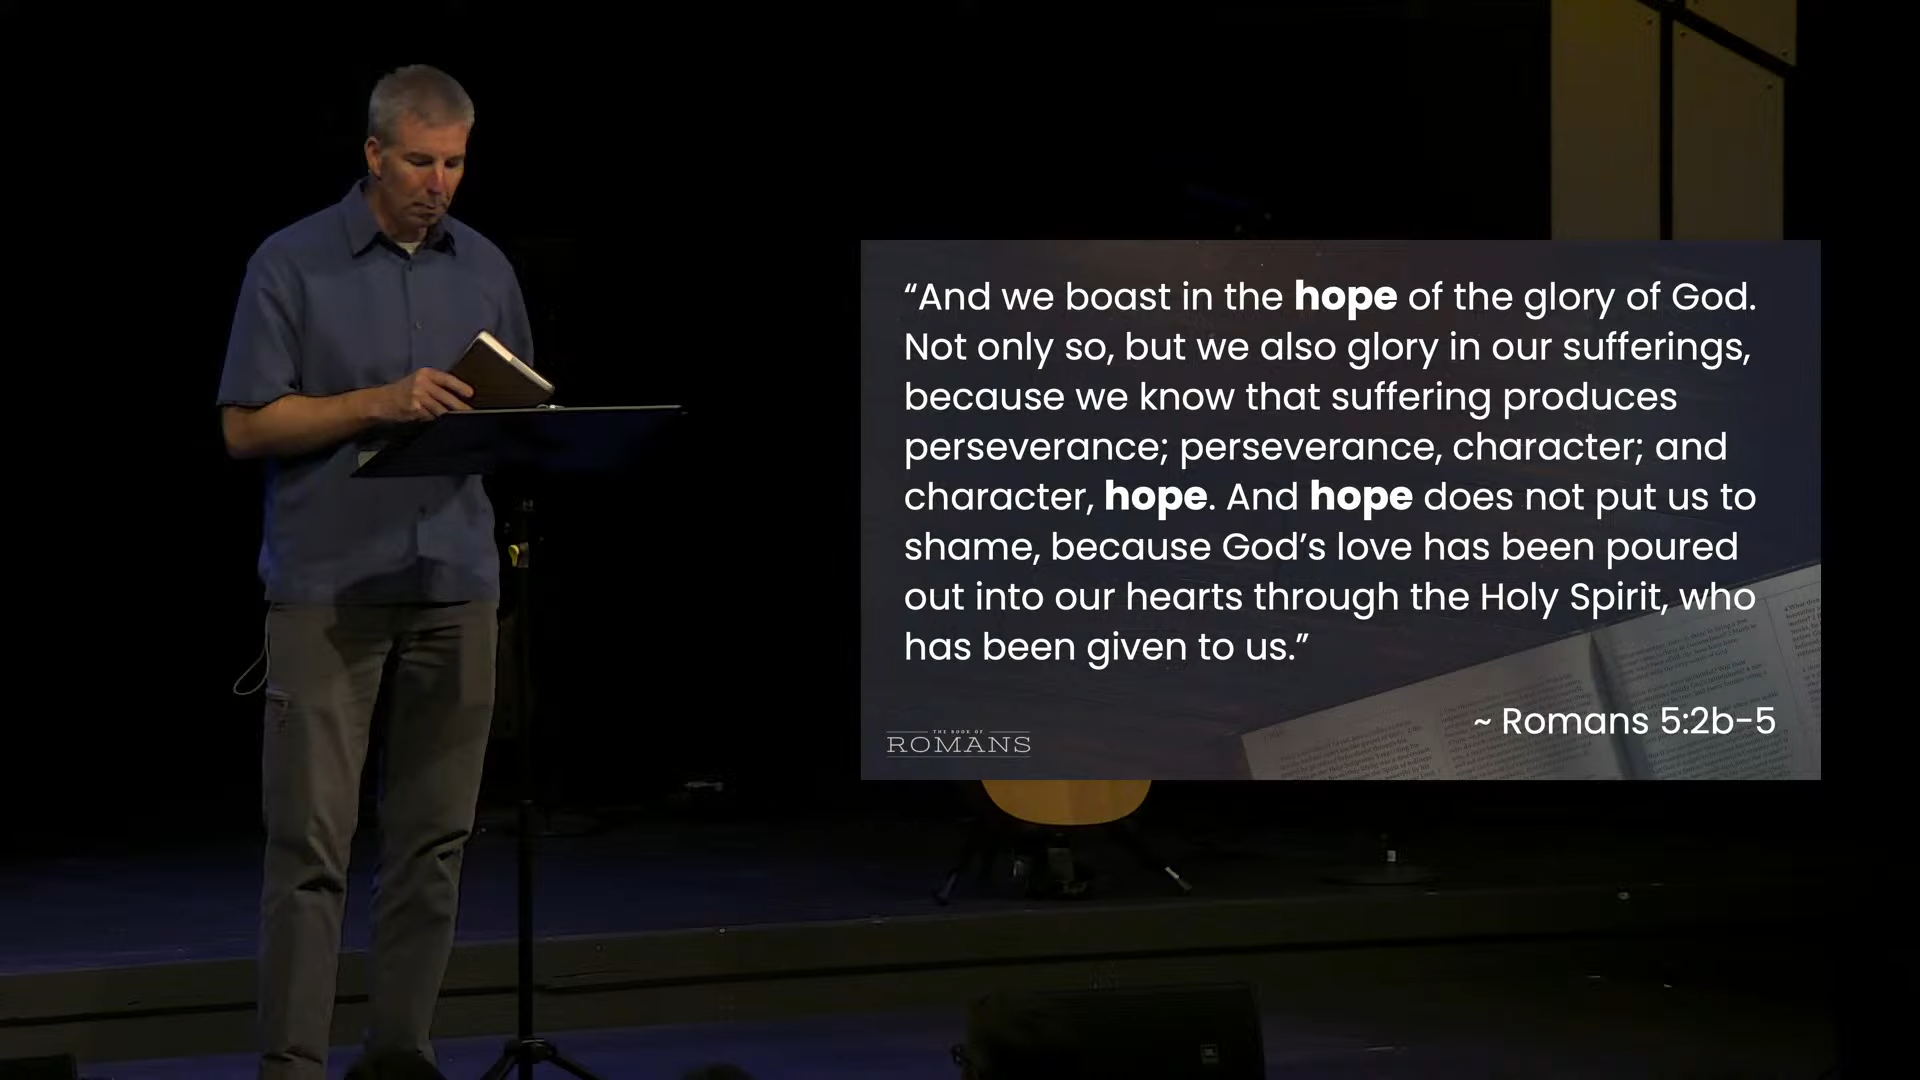 “And we boast in the hope of the glory of God.
Not only so, but we also glory in our sufferings,
because we know that suffering produces
perseverance; perseverance, character; and
character, hope. And hope does not put us to
shame, because God’s love has been poured
out into our hearts through the Holy Spirit, who
has been given to us.”
~ Romans 5:2b-5
THE BOOK OF
ROMANS